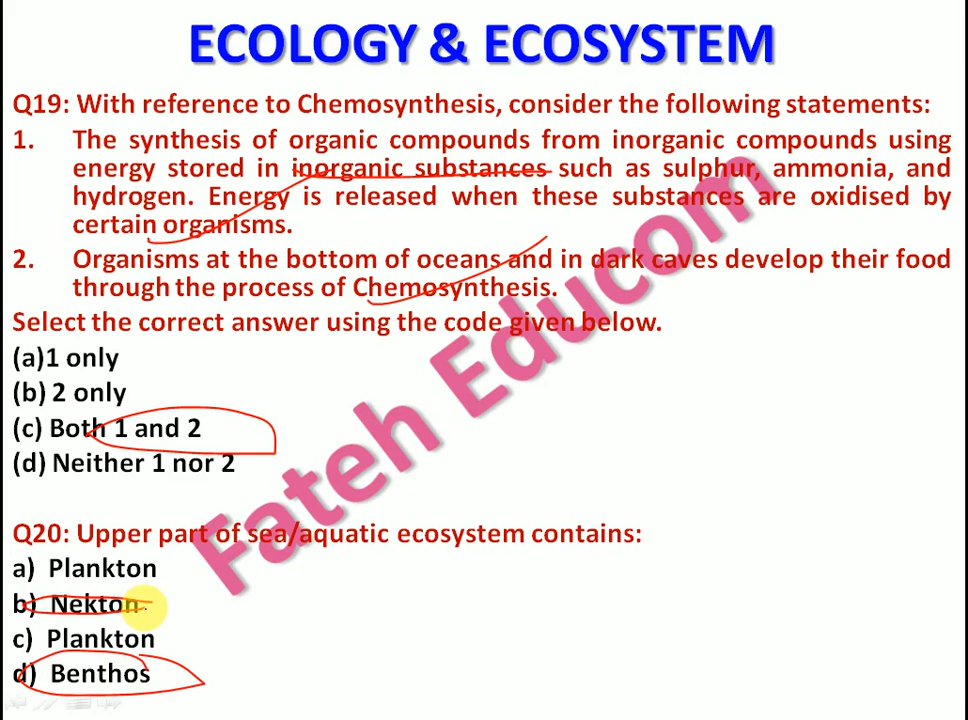 ECOLOGY & ECOSYSTEM
Q19: With reference to Chemosynthesis, consider the following statements:
1. The synthesis of organic compounds from inorganic compounds using
energy stored in inorganic substances such as sulphur, ammonia, and
hydrogen. Energy is released when these substances are oxidised by
certain organisms.
2. Organisms at the bottom of oceans and in dark caves develop their food
through the process of Chemosynthesis.
Select the correct answer using the code given below.
(a)1 only
(b) 2 only
(c) Both 1 and 2
(d) Neither 1 nor 2
Q20: Upper part of sea/aquatic ecosystem contains:
a) Plankton
b) Nekton
c) Plankton
d) Benthos
Fateh Educom